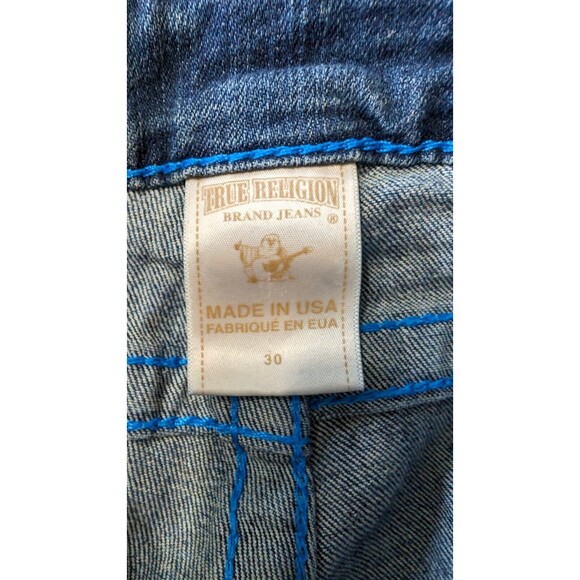 TRUE RELIGION
BRAND JEANS ®
MADE IN USA
FABRIQUÉ EN EUA
30